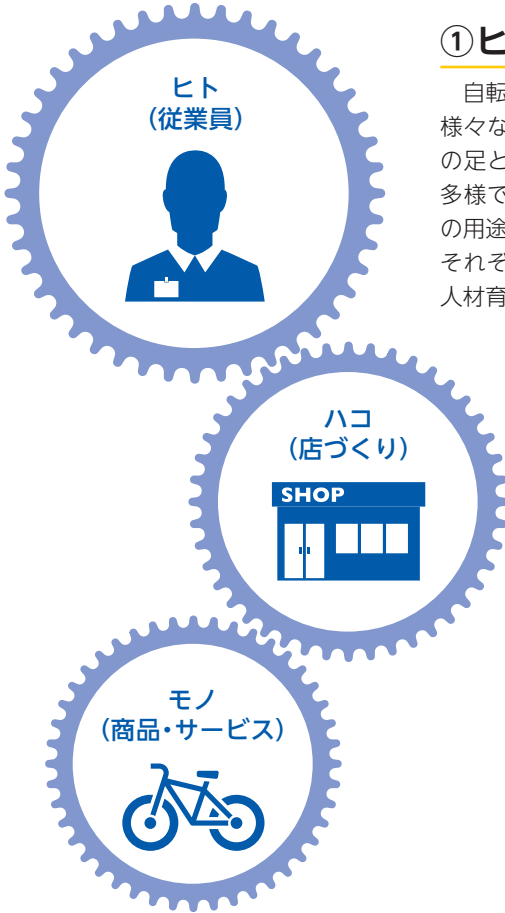 ヒト
（従業員）
①ヒ
自転
様々な
の足と
多様で
の用途
それぞ
人材育
ハコ
（店づくり）
SHOP
モノ
（商品・サービス）